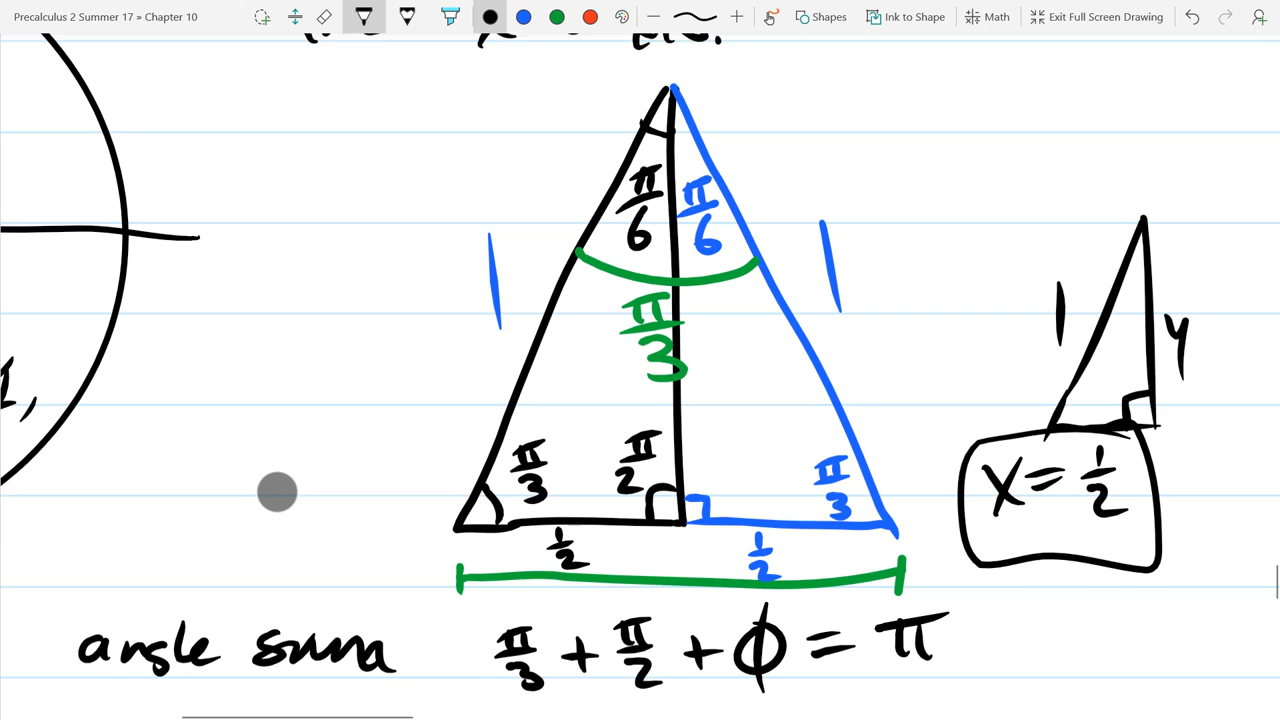 Precalculus 2 Summer 17 » Chapter 10
Shapes
Ink to Shape
Math
Exit Full Screen Drawing
π/6
π/6
1
1
π/3
1
y
π/3
π/2
π/3
x = 1/2
1/2
1/2
angle sum π/3 + π/2 + ϕ = π